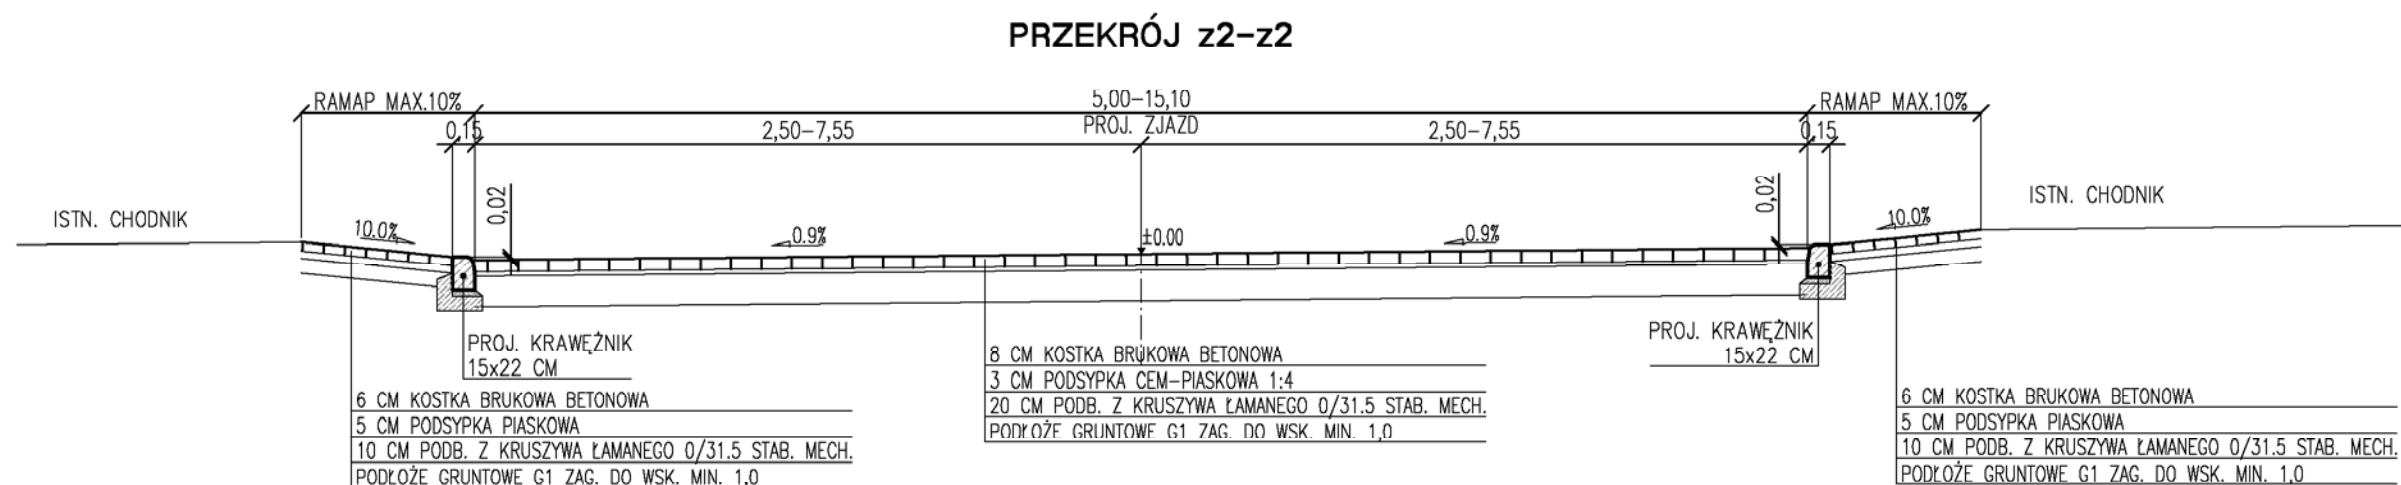 PRZEKRÓJ z2-z2
RAMAP MAX.10%
5,00-15,10
RAMAP MAX.10%
0,15
2,50-7,55
PROJ. ZJAZD
2,50-7,55
0,15
0,02
0,02
ISTN. CHODNIK
ISTN. CHODNIK
10.0%
0.9%
±0.00
0.9%
10.0%
PROJ. KRAWĘŻNIK
15x22 CM
PROJ. KRAWĘŻNIK
15x22 CM
8 CM KOSTKA BRUKOWA BETONOWA
3 CM PODSYPKA CEM-PIASKOWA 1:4
20 CM PODB. Z KRUSZYWA ŁAMANEGO 0/31.5 STAB. MECH.
PODŁOŻE GRUNTOWE G1 ZAG. DO WSK. MIN. 1,0
6 CM KOSTKA BRUKOWA BETONOWA
5 CM PODSYPKA PIASKOWA
10 CM PODB. Z KRUSZYWA ŁAMANEGO 0/31.5 STAB. MECH.
PODŁOŻE GRUNTOWE G1 ZAG. DO WSK. MIN. 1,0
6 CM KOSTKA BRUKOWA BETONOWA
5 CM PODSYPKA PIASKOWA
10 CM PODB. Z KRUSZYWA ŁAMANEGO 0/31.5 STAB. MECH.
PODŁOŻE GRUNTOWE G1 ZAG. DO WSK. MIN. 1,0